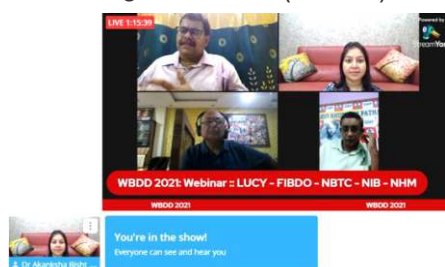 LIVE 1:15:39
Powered by
StreamYard
PATH
WBDD 2021: Webinar :: LUCY - FIBDO - NBTC - NIB - NHM
WBDD 2021 WBDD 2021
You're in the show!
Everyone can see and hear you
Dr Akanksha Bisht ...